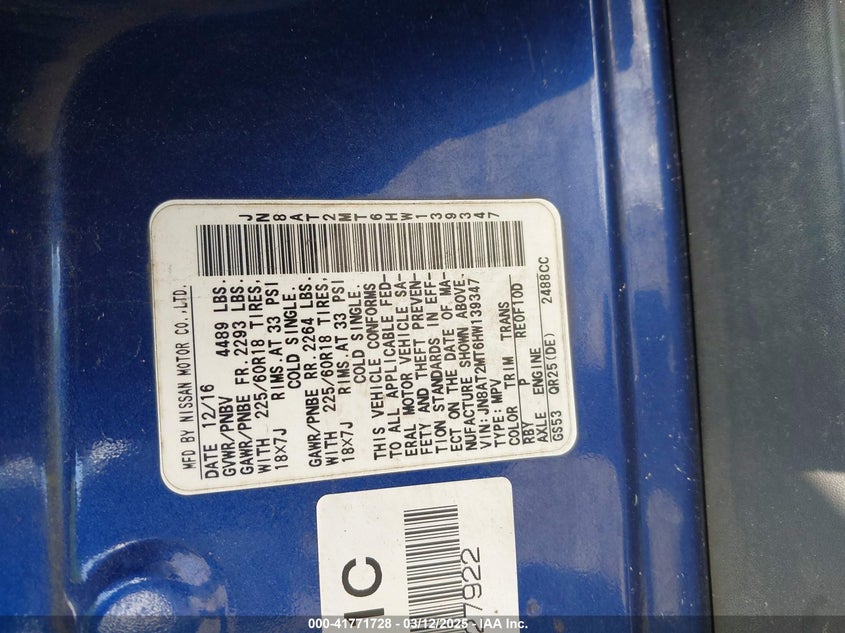 MFD BY NISSAN MOTOR CO.,LTD.
DATE 12/16
GVWR/PNBV 4489 LBS.
GAWR/PNBE FR. 2293 LBS.
WITH 225/60R18 TIRES,
18X7J RIMS.AT 33 PSI
COLD SINGLE.
GAWR/PNBE RR. 2264 LBS.
WITH 225/60R18 TIRES,
18X7J RIMS.AT 33 PSI
COLD SINGLE.
THIS VEHICLE CONFORMS
TO ALL APPLICABLE FED-
ERAL MOTOR VEHICLE SA-
FETY AND THEFT PREVEN-
TION STANDARDS IN EFF-
ECT ON THE DATE OF MA-
NUFACTURE SHOWN ABOVE.
VIN:JN8AT2MT6HW139347
TYPE:MPV
COLOR TRIM TRANS
RBY P REOFIOD
AXLE ENGINE
GS53 QR25(DE) 2488CC
JN8AT2MT6HW139347
000-41771728 - 03/12/2025 - IAA Inc.